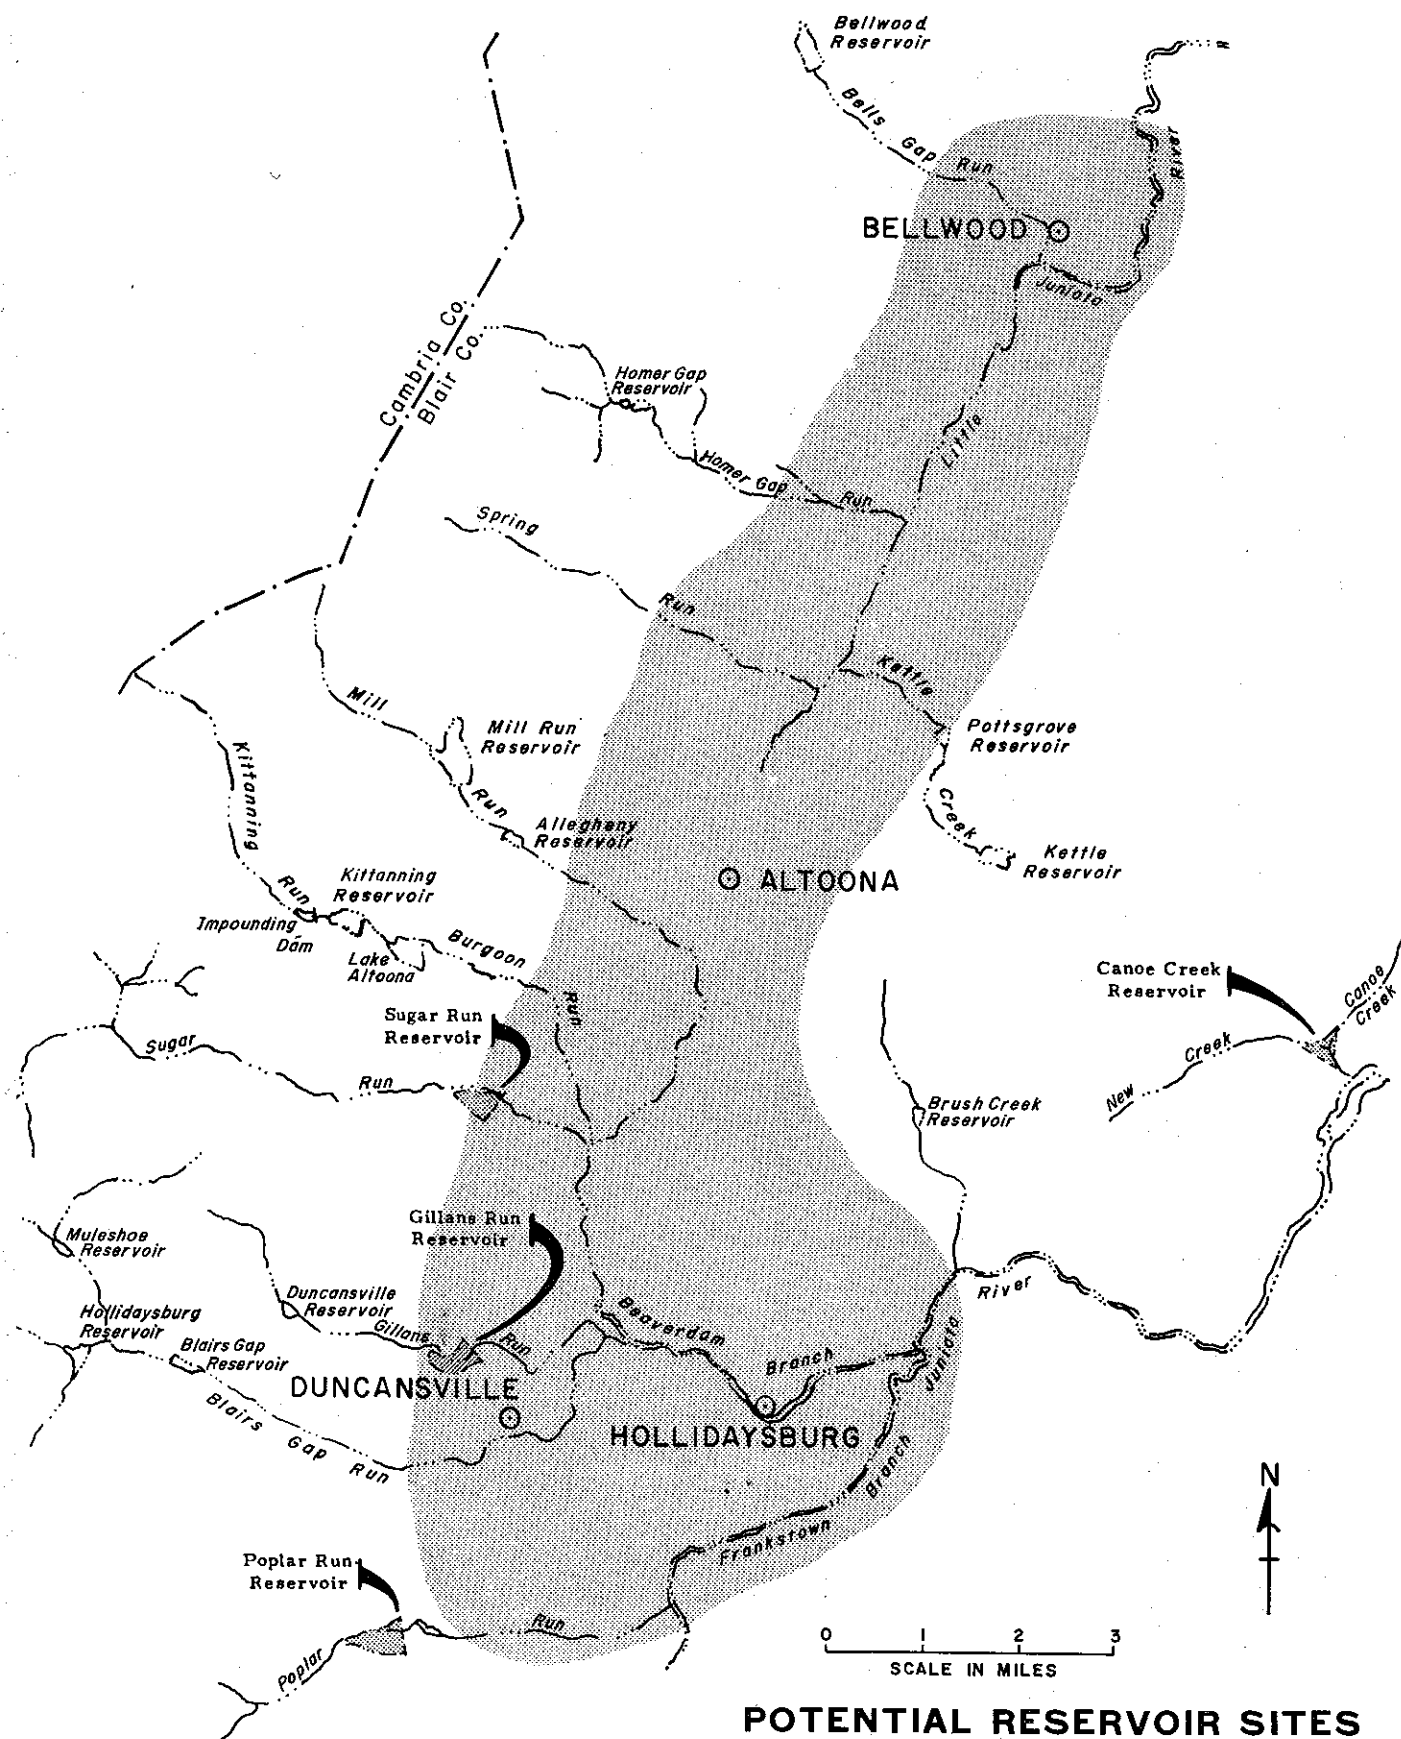 Bellwood
Reservoir
Bells Gap Run
River
BELLWOOD
Juniata
Cambria Co.
Blair Co.
Homer Gap
Reservoir
Little
Homer Gap Run
Spring Run
Kettle
Mill
Mill Run
Reservoir
Pottsgrove
Reservoir
Kittanning
Run
Creek
Allegheny
Reservoir
Kettle
Reservoir
Kittanning
Reservoir
ALTOONA
Run
Impounding
Dam
Burgoon
Lake
Altoona
Run
Canoe Creek
Reservoir
Canoe
Creek
Sugar Run
Reservoir
Sugar
Run
New Creek
Brush Creek
Reservoir
Gillans Run
Reservoir
Muleshoe
Reservoir
Duncansville
Reservoir
River
Hollidaysburg
Reservoir
Gillans Run
Beaverdam
Branch
Juniata
Blairs Gap
Reservoir
DUNCANSVILLE
Blairs Gap Run
HOLLIDAYSBURG
Branch
Frankstown
N
Poplar Run
Reservoir
Run
Poplar
0 1 2 3
SCALE IN MILES
POTENTIAL RESERVOIR SITES